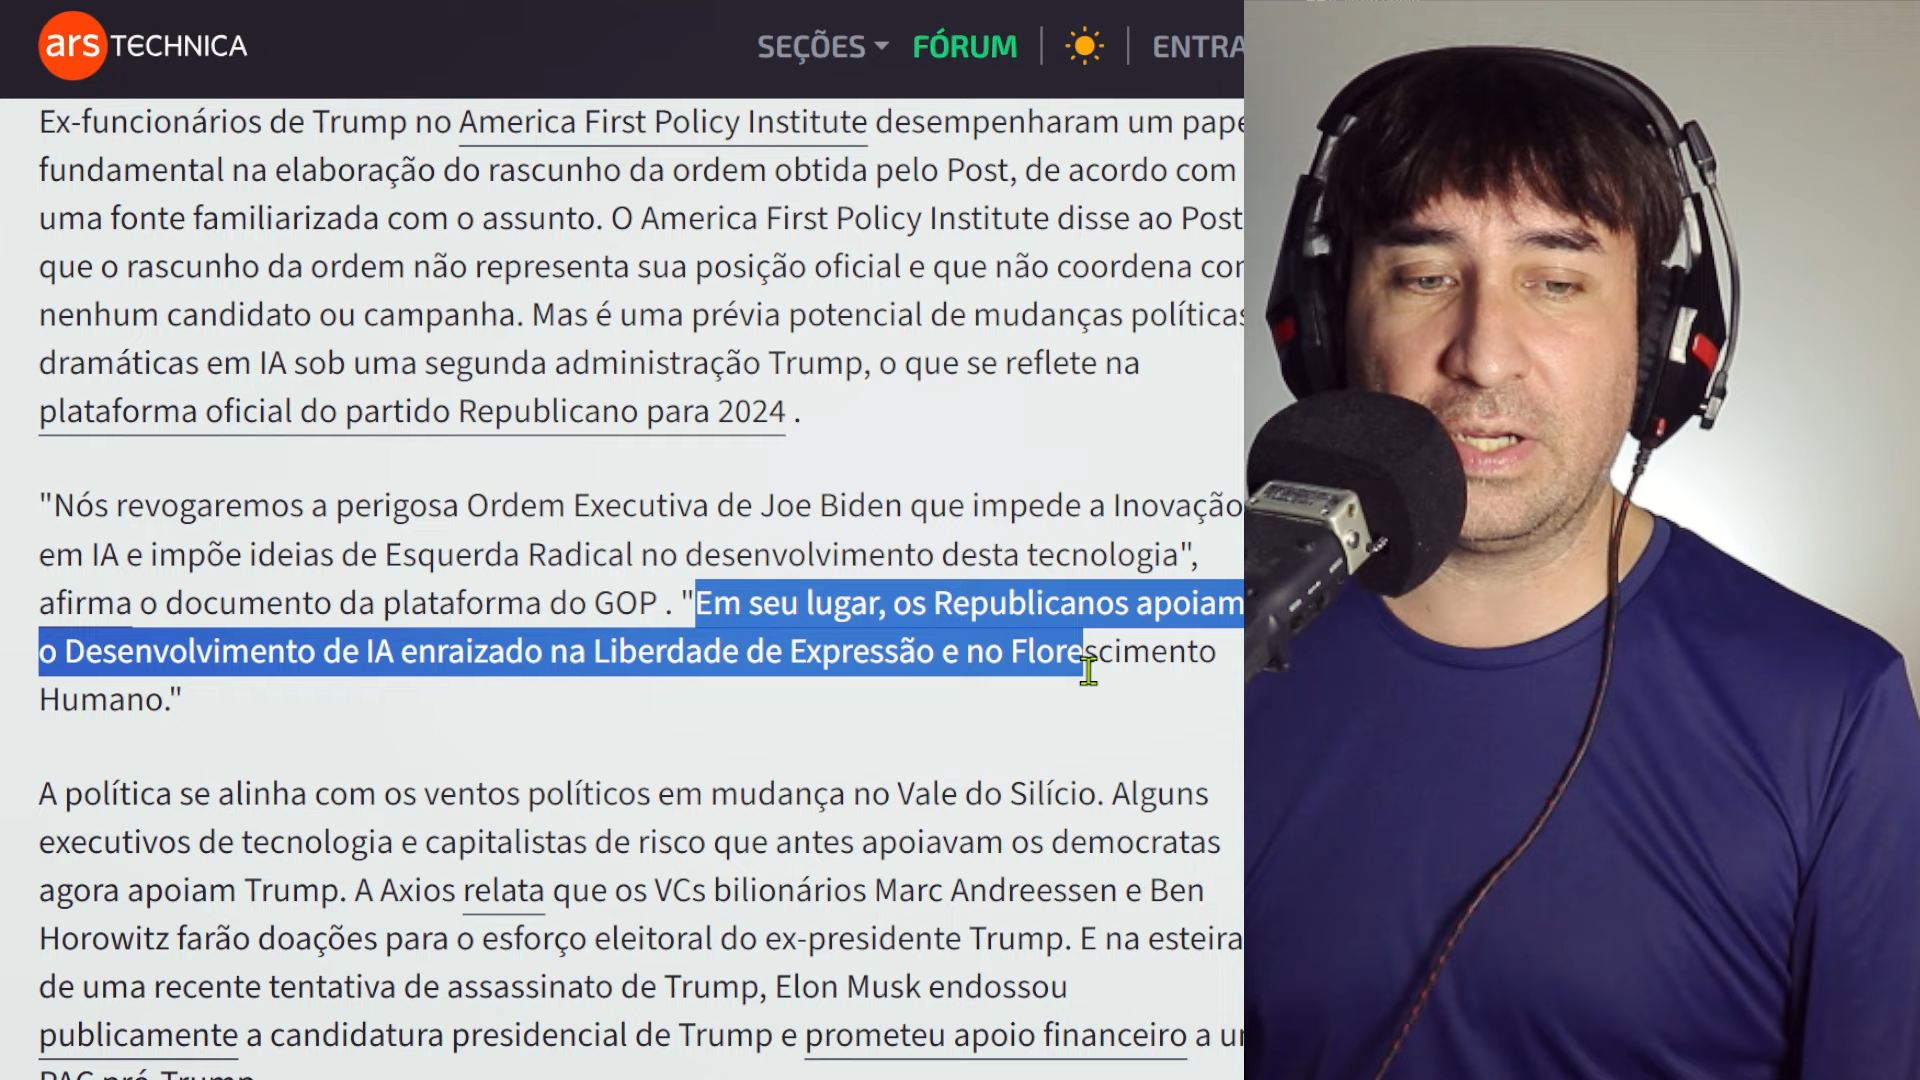 ars TECHNICA
SEÇÕES FÓRUM ENTRA
Ex-funcionários de Trump no America First Policy Institute desempenharam um pape
fundamental na elaboração do rascunho da ordem obtida pelo Post, de acordo com
uma fonte familiarizada com o assunto. O America First Policy Institute disse ao Post
que o rascunho da ordem não representa sua posição oficial e que não coordena con
nenhum candidato ou campanha. Mas é uma prévia potencial de mudanças políticas
dramáticas em IA sob uma segunda administração Trump, o que se reflete na
plataforma oficial do partido Republicano para 2024 .
"Nós revogaremos a perigosa Ordem Executiva de Joe Biden que impede a Inovação
em IA e impõe ideias de Esquerda Radical no desenvolvimento desta tecnologia",
afirma o documento da plataforma do GOP . "Em seu lugar, os Republicanos apoiam
o Desenvolvimento de IA enraizado na Liberdade de Expressão e no Florescimento
Humano."
A política se alinha com os ventos políticos em mudança no Vale do Silício. Alguns
executivos de tecnologia e capitalistas de risco que antes apoiavam os democratas
agora apoiam Trump. A Axios relata que os VCs bilionários Marc Andreessen e Ben
Horowitz farão doações para o esforço eleitoral do ex-presidente Trump. E na esteira
de uma recente tentativa de assassinato de Trump, Elon Musk endossou
publicamente a candidatura presidencial de Trump e prometeu apoio financeiro a u
PAC pró-Trump